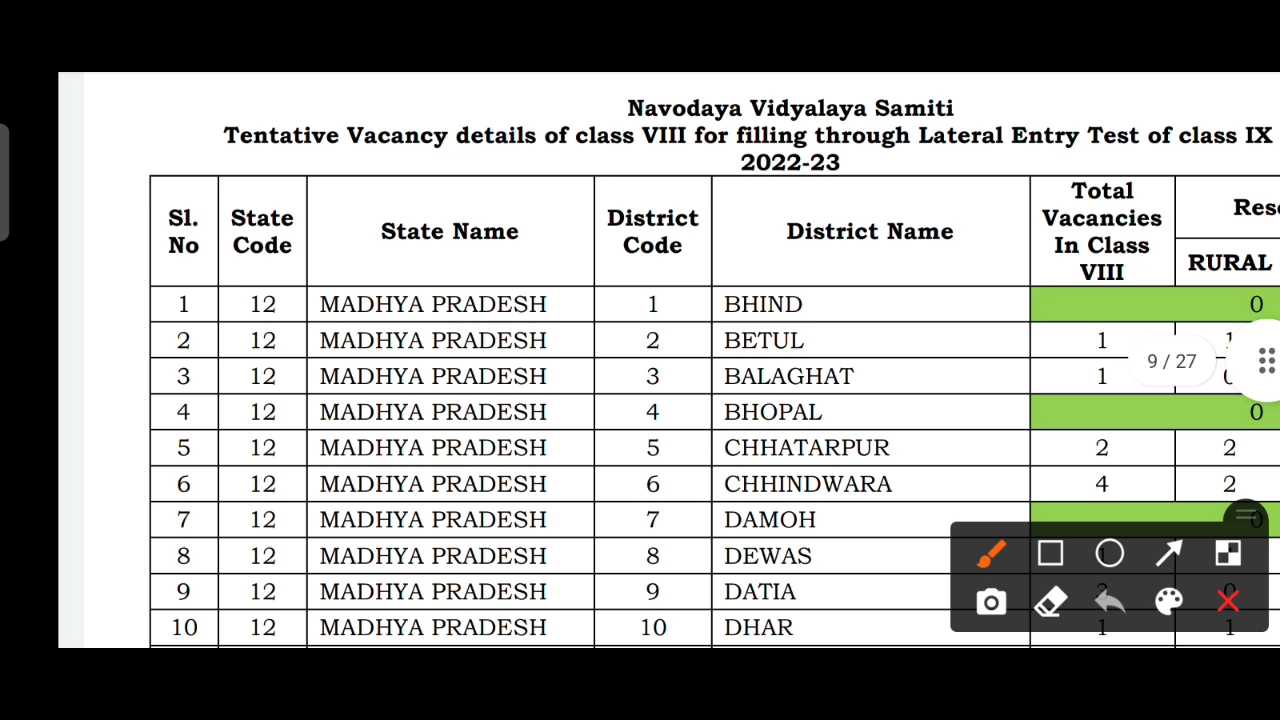 Navodaya Vidyalaya Samiti
Tentative Vacancy details of class VIII for filling through Lateral Entry Test of class IX
2022-23
Sl. No State Code State Name District Code District Name Total Vacancies In Class VIII RURAL
1 12 MADHYA PRADESH 1 BHIND 0
2 12 MADHYA PRADESH 2 BETUL 1
3 12 MADHYA PRADESH 3 BALAGHAT 1
9 / 27
4 12 MADHYA PRADESH 4 BHOPAL 0
5 12 MADHYA PRADESH 5 CHHATARPUR 2 2
6 12 MADHYA PRADESH 6 CHHINDWARA 4 2
7 12 MADHYA PRADESH 7 DAMOH 0
8 12 MADHYA PRADESH 8 DEWAS
9 12 MADHYA PRADESH 9 DATIA
10 12 MADHYA PRADESH 10 DHAR 1 1